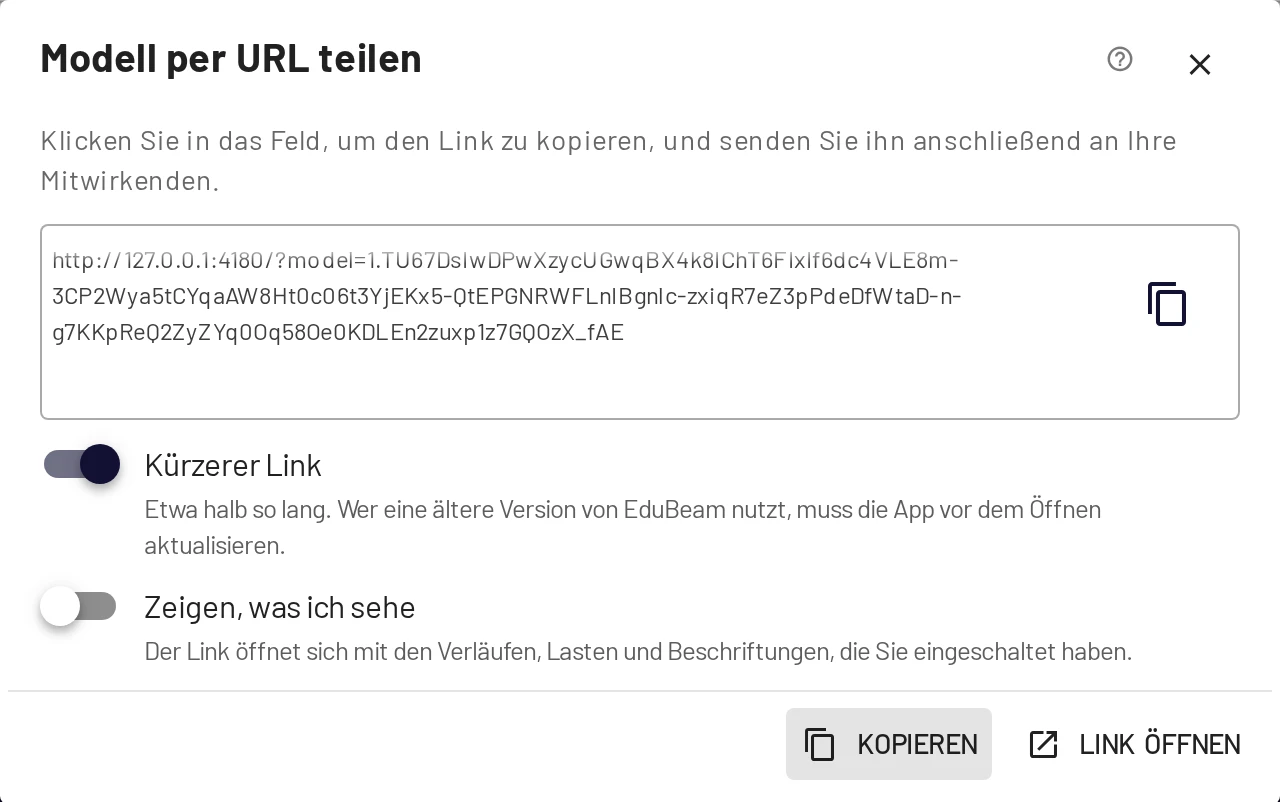 Modell per URL teilen
Klicken Sie in das Feld, um den Link zu kopieren, und senden Sie ihn anschließend an Ihre
Mitwirkenden.
http://127.0.0.1:4180/?model=1.TU67DsIwDPwXzycUGwqBX4k8IChT6FIxIf6dc4VLE8m-
3CP2Wya5tCYqaAW8Ht0c06t3YjEKx5-QtEPGNRWFLnIBgnIc-zxiqR7eZ3pPdeDfWtaD-n-
g7KKpReQ2ZyZYq0Oq58Oe0KDLEn2zuxp1z7GQOzX_fAE
Kürzerer Link
Etwa halb so lang. Wer eine ältere Version von EduBeam nutzt, muss die App vor dem Öffnen
aktualisieren.
Zeigen, was ich sehe
Der Link öffnet sich mit den Verläufen, Lasten und Beschriftungen, die Sie eingeschaltet haben.
KOPIEREN
LINK ÖFFNEN